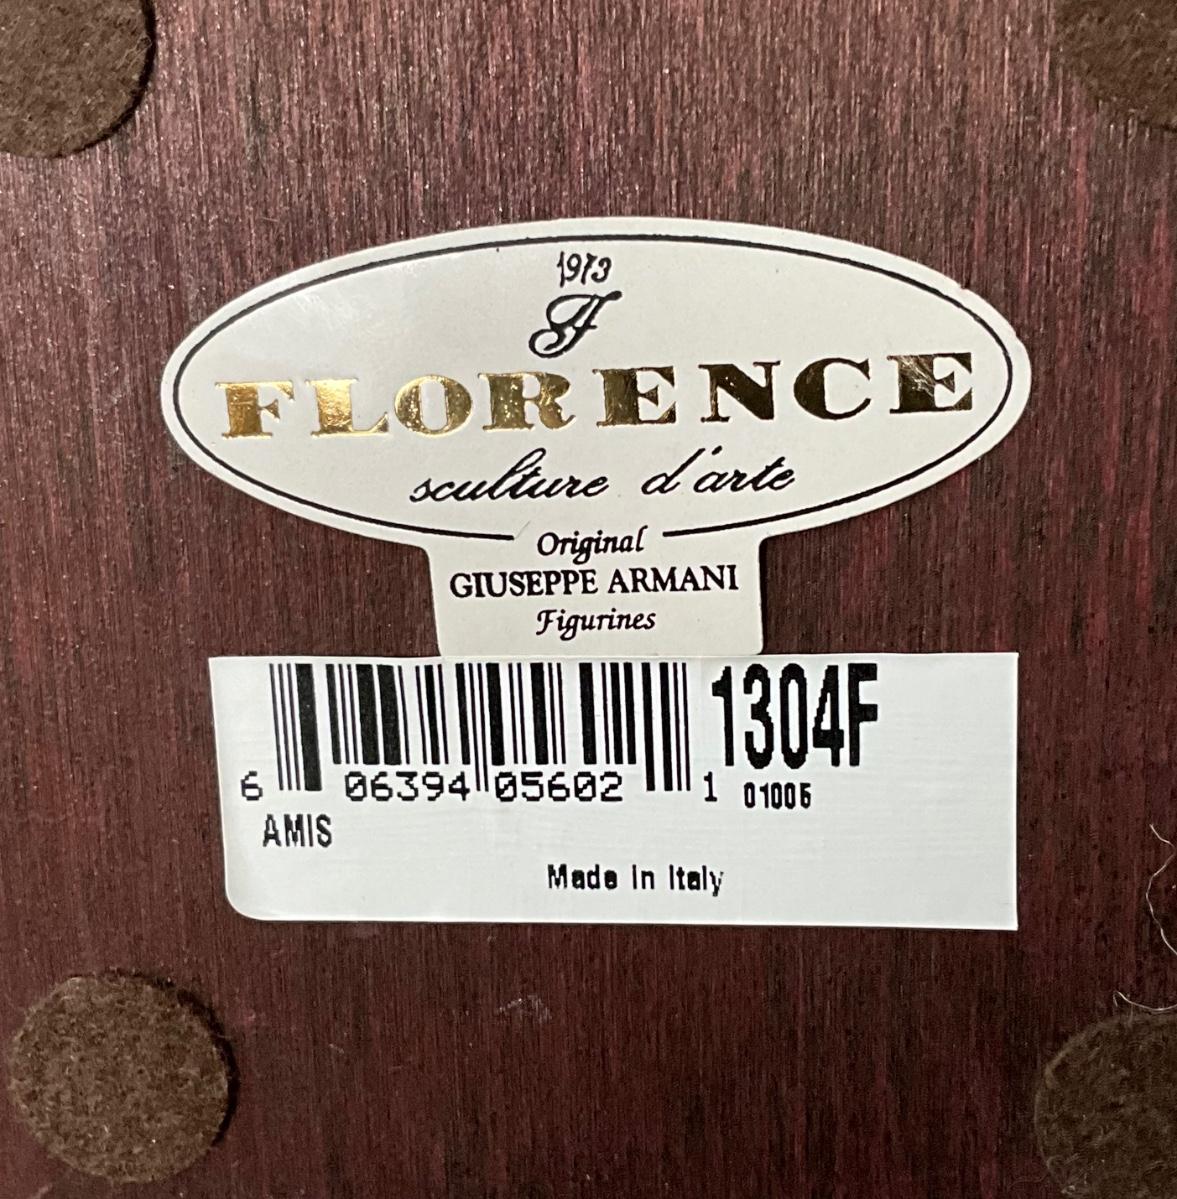 1973
F
FLORENCE
sculture d'arte
Original
GIUSEPPE ARMANI
Figurines
1304F
6 06394 05602 1 01005
AMIS
Made in Italy